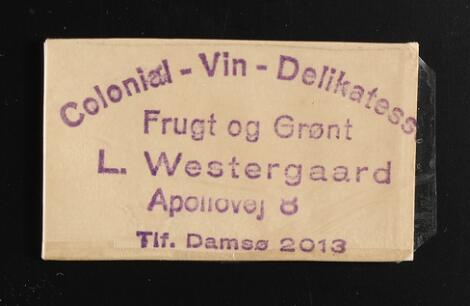 Colonial - Vin - Delikatess
Frugt og Grønt
L. Westergaard
Apollovej 8
Tlf. Damsø 2013